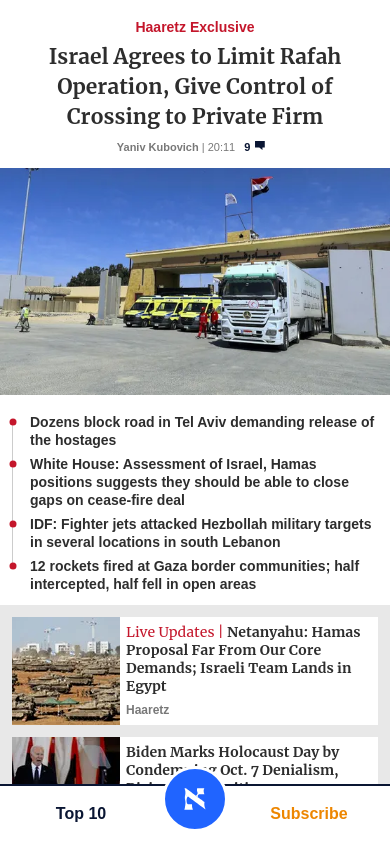 Haaretz Exclusive
Israel Agrees to Limit Rafah
Operation, Give Control of
Crossing to Private Firm
Yaniv Kubovich | 20:11 9
Dozens block road in Tel Aviv demanding release of
the hostages
White House: Assessment of Israel, Hamas
positions suggests they should be able to close
gaps on cease-fire deal
IDF: Fighter jets attacked Hezbollah military targets
in several locations in south Lebanon
12 rockets fired at Gaza border communities; half
intercepted, half fell in open areas
Live Updates | Netanyahu: Hamas
Proposal Far From Our Core
Demands; Israeli Team Lands in
Egypt
Haaretz
Biden Marks Holocaust Day by
Condemning Oct. 7 Denialism,
Top 10
Subscribe